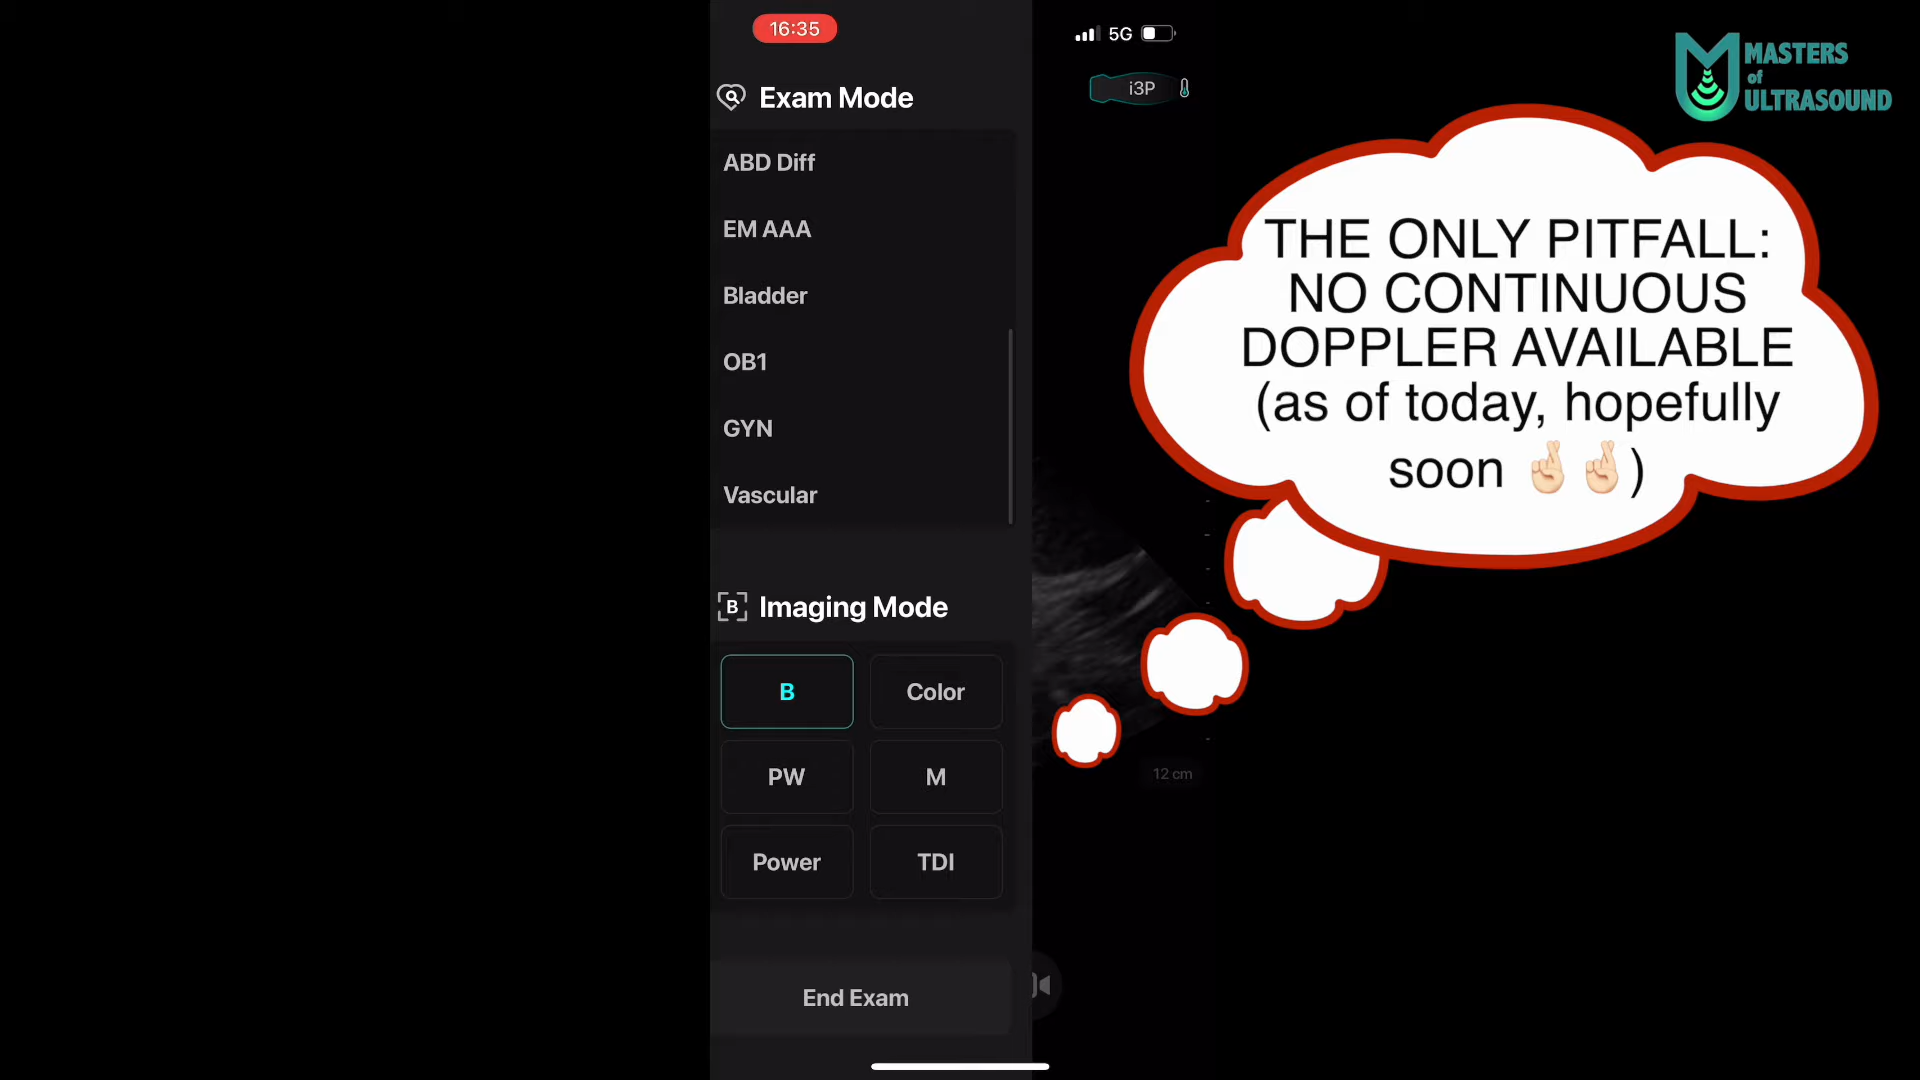 16:35
5G
i3P
MASTERS
of
ULTRASOUND
Exam Mode
ABD Diff
EM AAA
Bladder
OB1
GYN
Vascular
THE ONLY PITFALL:
NO CONTINUOUS
DOPPLER AVAILABLE
(as of today, hopefully
soon 🤞🏻🤞🏻)
B Imaging Mode
B
Color
PW
M
Power
TDI
12 cm
End Exam